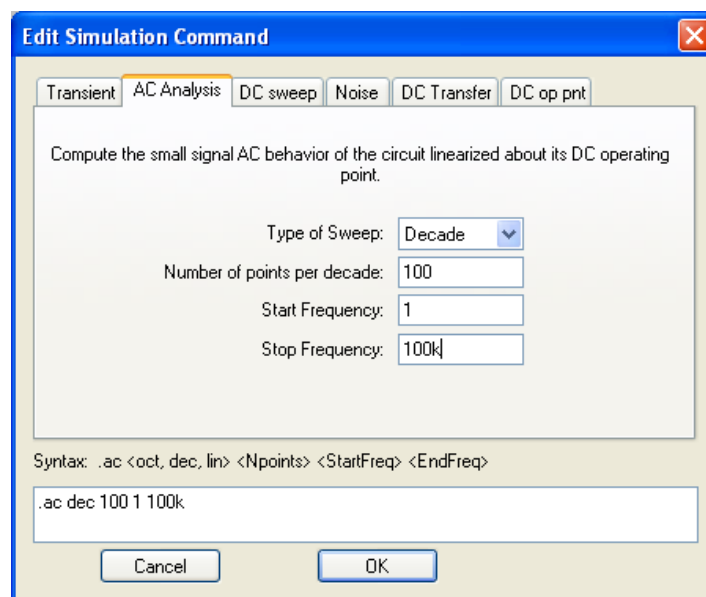 Edit Simulation Command
Transient AC Analysis DC sweep Noise DC Transfer DC op pnt
Compute the small signal AC behavior of the circuit linearized about its DC operating
point.
Type of Sweep: Decade
Number of points per decade: 100
Start Frequency: 1
Stop Frequency: 100k
Syntax: .ac <oct, dec, lin> <Npoints> <StartFreq> <EndFreq>
.ac dec 100 1 100k
Cancel OK